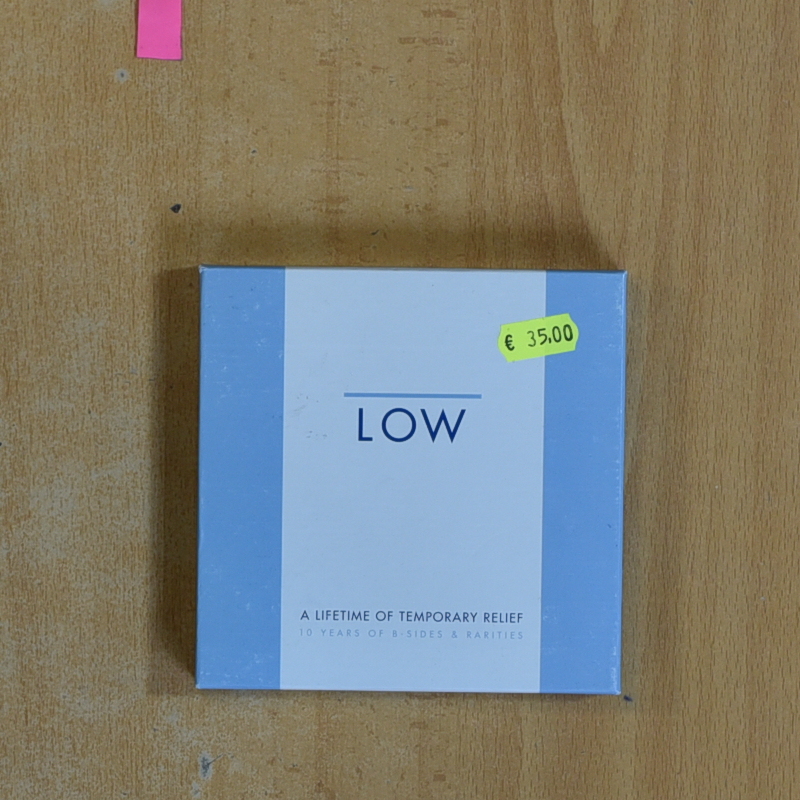 € 35,00
LOW
A LIFETIME OF TEMPORARY RELIEF
10 YEARS OF B-SIDES & RARITIES